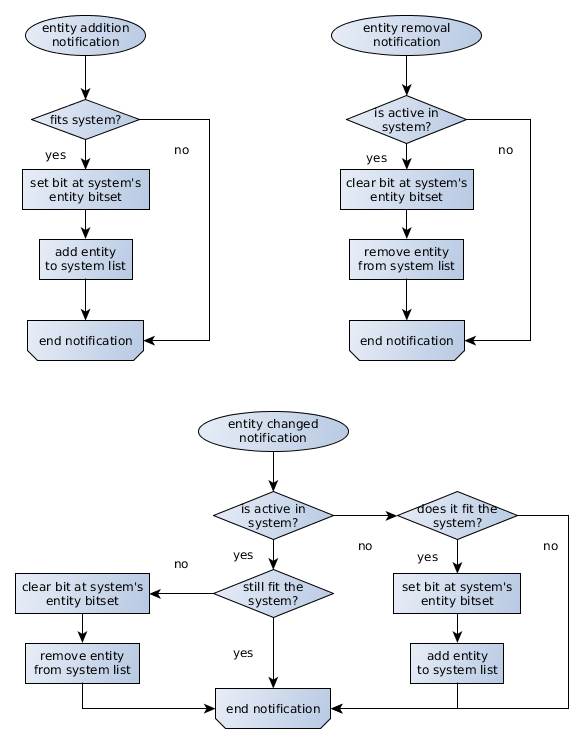 entity addition
notification
fits system?
yes
no
set bit at system's
entity bitset
add entity
to system list
end notification
entity removal
notification
is active in
system?
yes
no
clear bit at system's
entity bitset
remove entity
from system list
end notification
entity changed
notification
is active in
system?
does it fit the
system?
yes
no
yes
no
no
still fit the
system?
clear bit at system's
entity bitset
set bit at system's
entity bitset
remove entity
from system list
yes
add entity
to system list
end notification